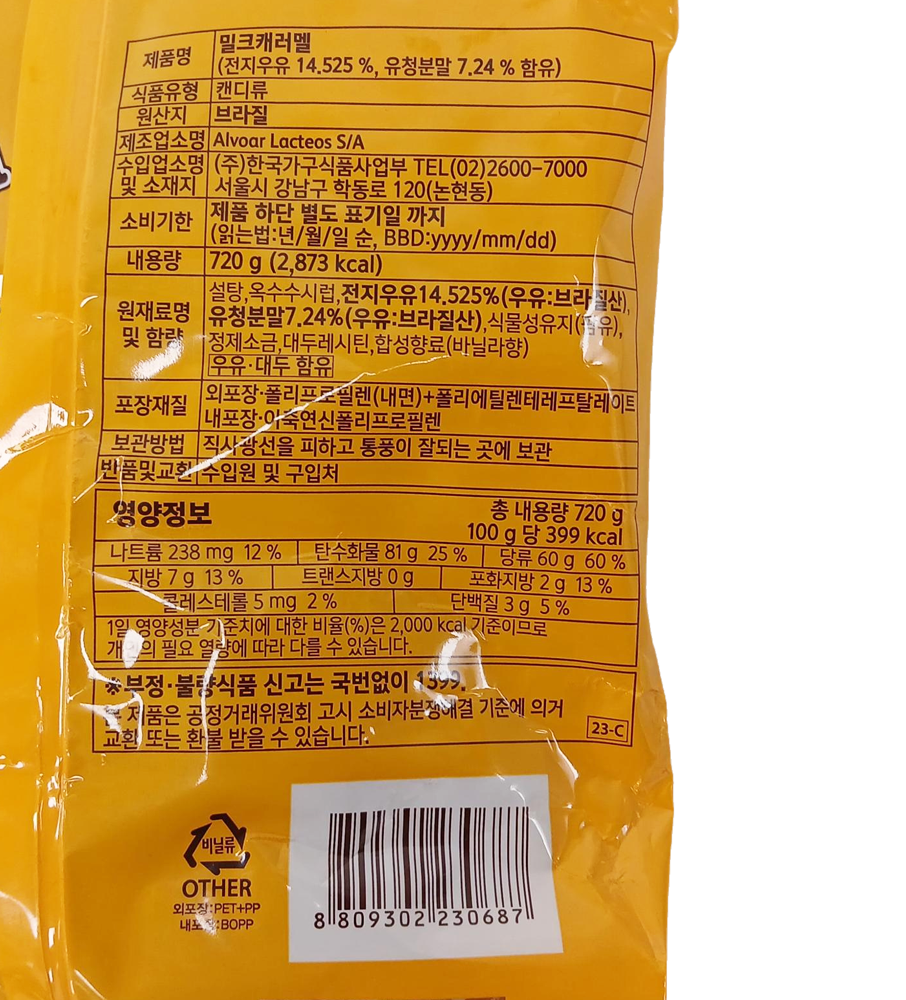 제품명 밀크캐러멜
(전지우유 14.525 %, 유청분말 7.24 % 함유)
식품유형 캔디류
원산지 브라질
제조업소명 Alvoar Lacteos S/A
수입업소명 및 소재지 (주)한국가구식품사업부 TEL(02)2600-7000
서울시 강남구 학동로 120(논현동)
소비기한 제품 하단 별도 표기일 까지
(읽는법:년/월/일 순, BBD:yyyy/mm/dd)
내용량 720 g (2,873 kcal)
원재료명 및 함량 설탕,옥수수시럽,전지우유14.525%(우유:브라질산),
유청분말7.24%(우유:브라질산),식물성유지(팜유),
정제소금,대두레시틴,합성향료(바닐라향)
우유·대두 함유
포장재질 외포장·폴리프로필렌(내면)+폴리에틸렌테레프탈레이트
내포장·이축연신폴리프로필렌
보관방법 직사광선을 피하고 통풍이 잘되는 곳에 보관
반품및교환 수입원 및 구입처
영양정보 총 내용량 720 g
100 g 당 399 kcal
나트륨 238 mg 12 % 탄수화물 81 g 25 % 당류 60 g 60 %
지방 7 g 13 % 트랜스지방 0 g 포화지방 2 g 13 %
콜레스테롤 5 mg 2 % 단백질 3 g 5 %
1일 영양성분 기준치에 대한 비율(%)은 2,000 kcal 기준이므로
개인의 필요 열량에 따라 다를 수 있습니다.
※부정·불량식품 신고는 국번없이 1399.
본 제품은 공정거래위원회 고시 소비자분쟁해결 기준에 의거
교환 또는 환불 받을 수 있습니다.
23-C
비닐류
OTHER
외포장:PET+PP
내포장:BOPP
8 809302 230687